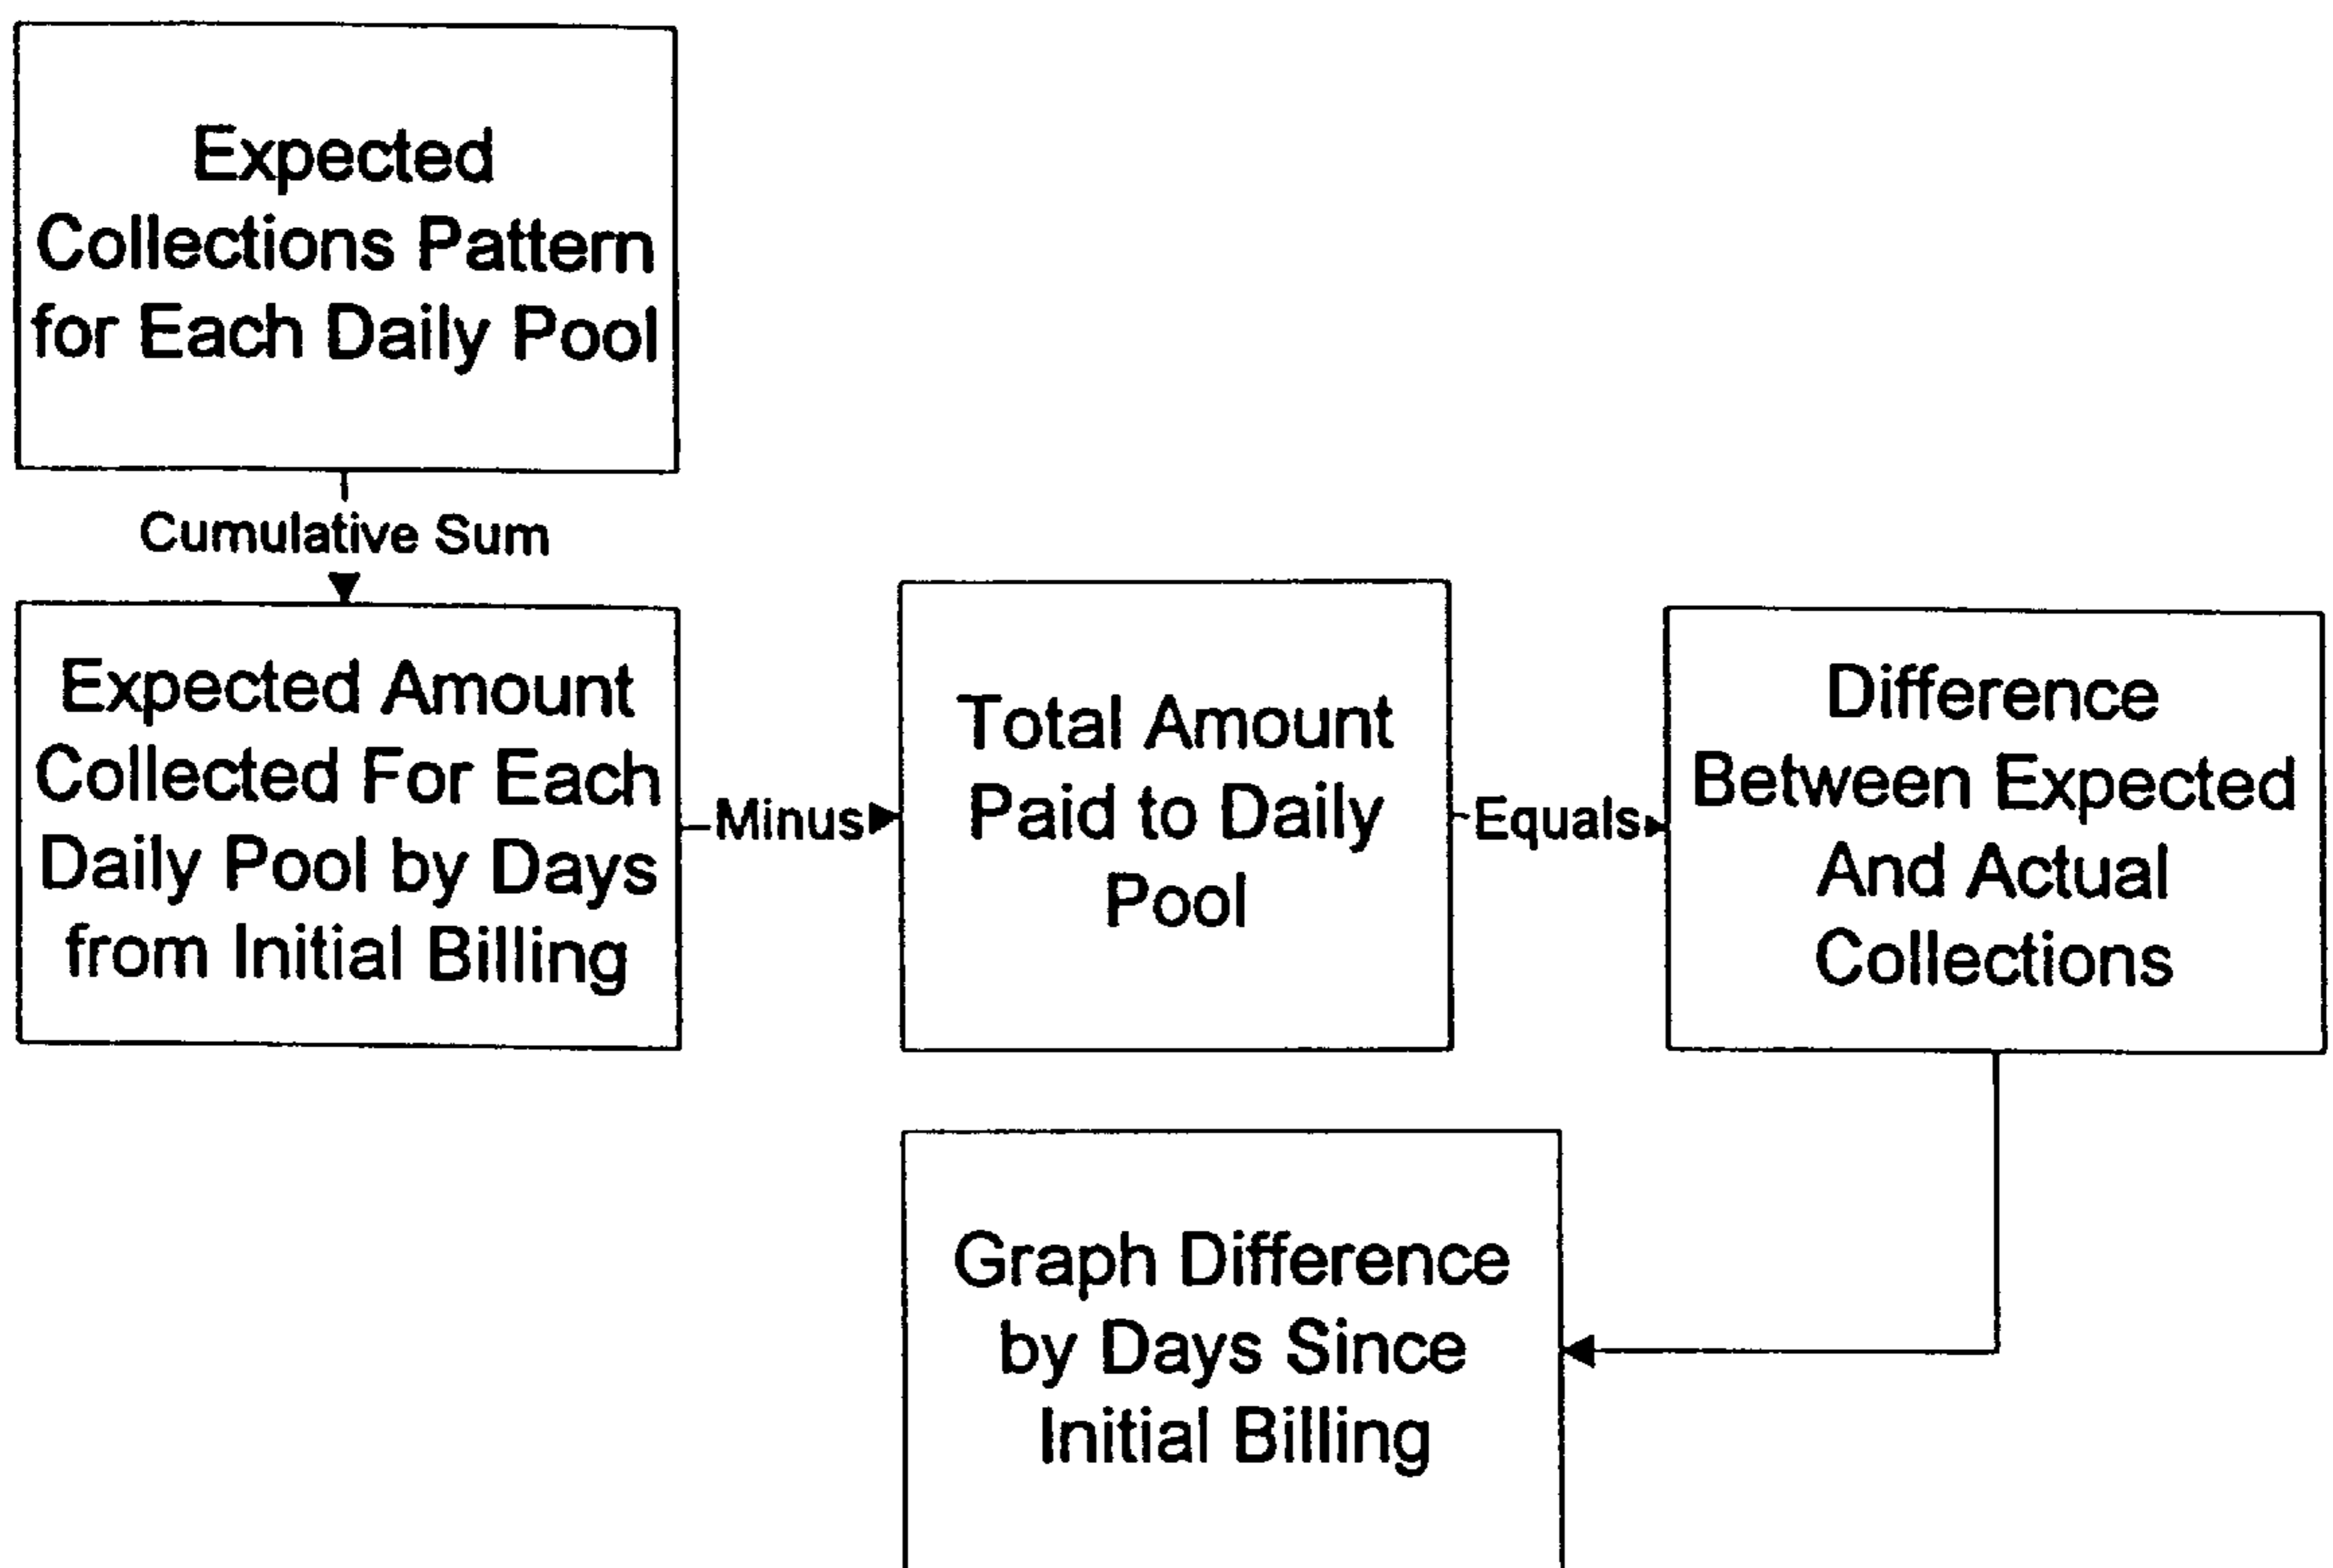 Expected
Collections Pattern
for Each Daily Pool
Cumulative Sum
Expected Amount
Collected For Each
Daily Pool by Days
from Initial Billing
Minus
Total Amount
Paid to Daily
Pool
Equals
Difference
Between Expected
And Actual
Collections
Graph Difference
by Days Since
Initial Billing